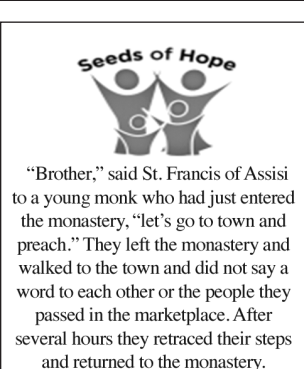 Seeds of Hope
“Brother,” said St. Francis of Assisi
to a young monk who had just entered
the monastery, “let’s go to town and
preach.” They left the monastery and
walked to the town and did not say a
word to each other or the people they
passed in the marketplace. After
several hours they retraced their steps
and returned to the monastery.